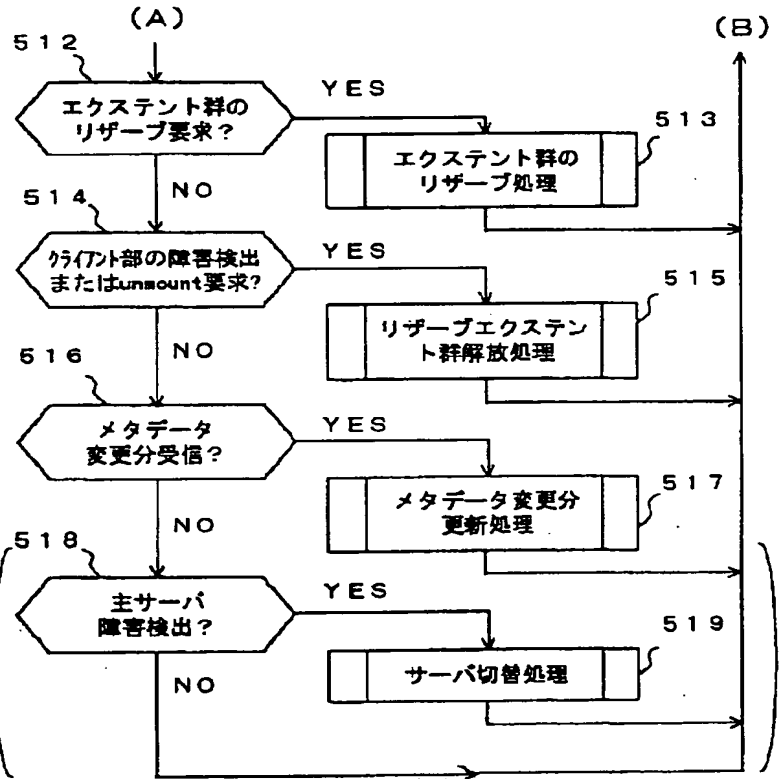 (A)
(B)
512
エクステント群の
リザーブ要求?
YES
513
エクステント群の
リザーブ処理
NO
514
クライアント部の障害検出
またはunmount要求?
YES
515
リザーブエクステン
ト群解放処理
NO
516
メタデータ
変更分受信?
YES
517
メタデータ変更分
更新処理
NO
518
主サーバ
障害検出?
YES
519
サーバ切替処理
NO